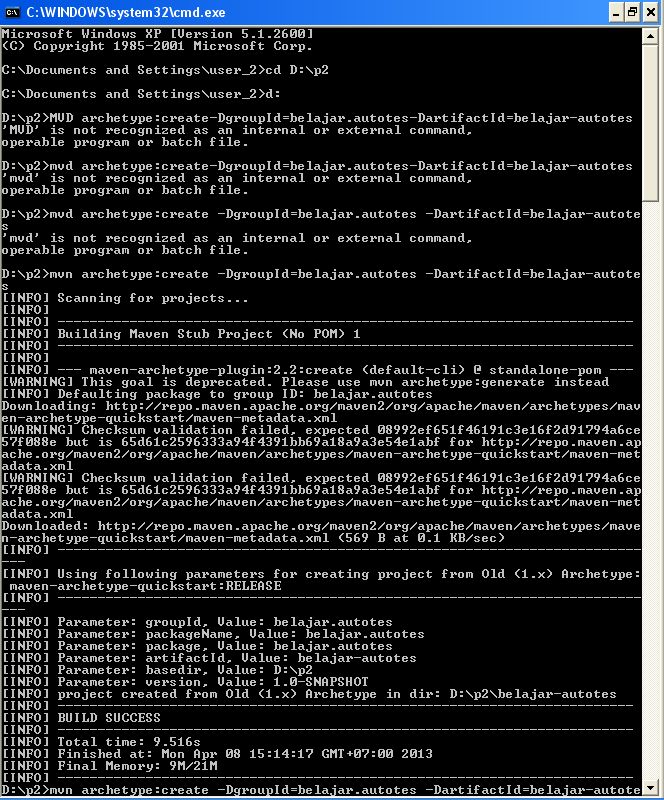 C:\WINDOWS\system32\cmd.exe
Microsoft Windows XP [Version 5.1.2600]
(C) Copyright 1985-2001 Microsoft Corp.
C:\Documents and Settings\user_2>cd D:\p2
C:\Documents and Settings\user_2>d:
D:\p2>MVD archetype:create-DgroupId=belajar.autotes-DartifactId=belajar-autotes
'MVD' is not recognized as an internal or external command,
operable program or batch file.
D:\p2>mvd archetype:create-DgroupId=belajar.autotes-DartifactId=belajar-autotes
'mvd' is not recognized as an internal or external command,
operable program or batch file.
D:\p2>mvd archetype:create -DgroupId=belajar.autotes -DartifactId=belajar-autote
s
'mvd' is not recognized as an internal or external command,
operable program or batch file.
D:\p2>mvn archetype:create -DgroupId=belajar.autotes -DartifactId=belajar-autote
s
[INFO] Scanning for projects...
[INFO]
[INFO] ------------------------------------------------------------------------
[INFO] Building Maven Stub Project (No POM) 1
[INFO] ------------------------------------------------------------------------
[INFO]
[INFO] --- maven-archetype-plugin:2.2:create (default-cli) @ standalone-pom ---
[WARNING] This goal is deprecated. Please use mvn archetype:generate instead
[INFO] Defaulting package to group ID: belajar.autotes
Downloading: http://repo.maven.apache.org/maven2/org/apache/maven/archetypes/mav
en-archetype-quickstart/maven-metadata.xml
[WARNING] Checksum validation failed, expected 08992ef651f46191c3e16f2d91794a6ce
57f088e but is 65d61c2596333a94f4391bb69a18a9a3e54e1abf for http://repo.maven.ap
ache.org/maven2/org/apache/maven/archetypes/maven-archetype-quickstart/maven-met
adata.xml
[WARNING] Checksum validation failed, expected 08992ef651f46191c3e16f2d91794a6ce
57f088e but is 65d61c2596333a94f4391bb69a18a9a3e54e1abf for http://repo.maven.ap
ache.org/maven2/org/apache/maven/archetypes/maven-archetype-quickstart/maven-met
adata.xml
Downloaded: http://repo.maven.apache.org/maven2/org/apache/maven/archetypes/mave
n-archetype-quickstart/maven-metadata.xml (569 B at 0.1 KB/sec)
[INFO] -------------------------------------------------------------------------
---
[INFO] Using following parameters for creating project from Old (1.x) Archetype:
 maven-archetype-quickstart:RELEASE
[INFO] -------------------------------------------------------------------------
---
[INFO] Parameter: groupId, Value: belajar.autotes
[INFO] Parameter: packageName, Value: belajar.autotes
[INFO] Parameter: package, Value: belajar.autotes
[INFO] Parameter: artifactId, Value: belajar-autotes
[INFO] Parameter: basedir, Value: D:\p2
[INFO] Parameter: version, Value: 1.0-SNAPSHOT
[INFO] project created from Old (1.x) Archetype in dir: D:\p2\belajar-autotes
[INFO] ------------------------------------------------------------------------
[INFO] BUILD SUCCESS
[INFO] ------------------------------------------------------------------------
[INFO] Total time: 9.516s
[INFO] Finished at: Mon Apr 08 15:14:17 GMT+07:00 2013
[INFO] Final Memory: 9M/21M
[INFO] ------------------------------------------------------------------------
D:\p2>mvn archetype:create -DgroupId=belajar.autotes -DartifactId=belajar-autote